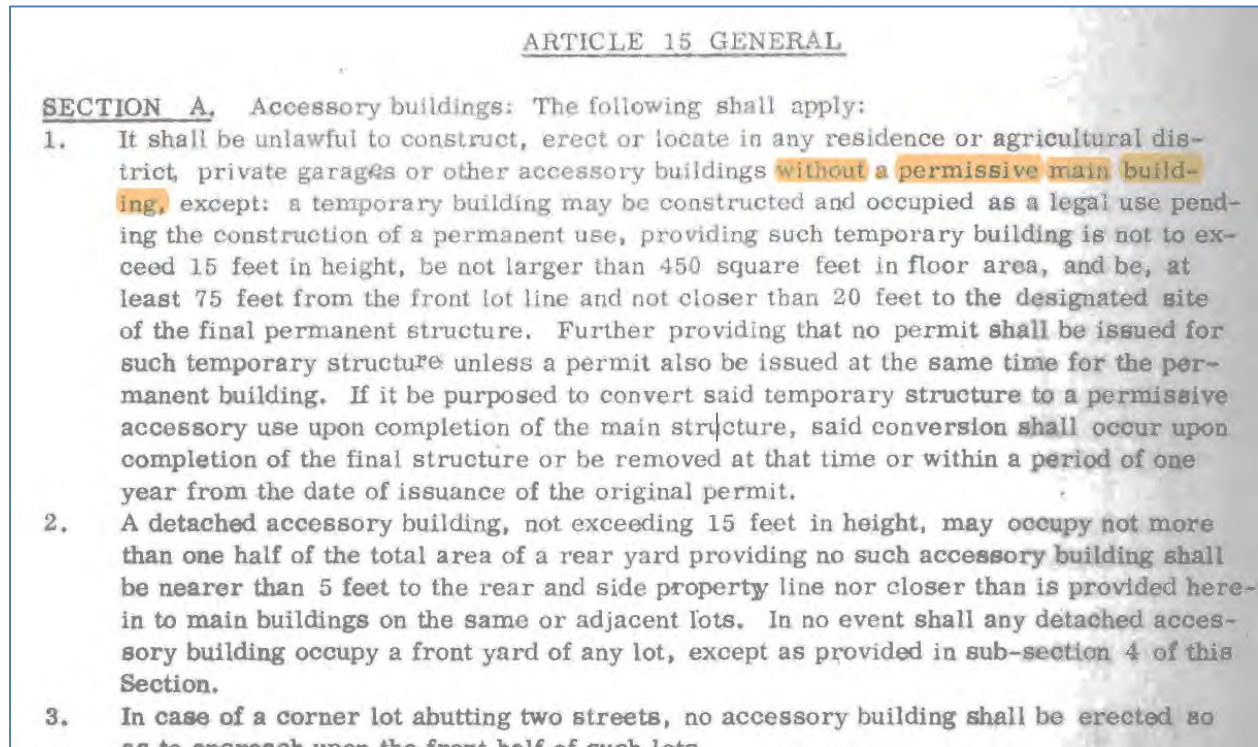 ARTICLE 15 GENERAL
SECTION A. Accessory buildings: The following shall apply:
1. It shall be unlawful to construct, erect or locate in any residence or agricultural dis-
trict, private garages or other accessory buildings without a permissive main build-
ing, except: a temporary building may be constructed and occupied as a legal use pend-
ing the construction of a permanent use, providing such temporary building is not to ex-
ceed 15 feet in height, be not larger than 450 square feet in floor area, and be, at
least 75 feet from the front lot line and not closer than 20 feet to the designated site
of the final permanent structure. Further providing that no permit shall be issued for
such temporary structure unless a permit also be issued at the same time for the per-
manent building. If it be purposed to convert said temporary structure to a permissive
accessory use upon completion of the main structure, said conversion shall occur upon
completion of the final structure or be removed at that time or within a period of one
year from the date of issuance of the original permit.
2. A detached accessory building, not exceeding 15 feet in height, may occupy not more
than one half of the total area of a rear yard providing no such accessory building shall
be nearer than 5 feet to the rear and side property line nor closer than is provided here-
in to main buildings on the same or adjacent lots. In no event shall any detached acces-
sory building occupy a front yard of any lot, except as provided in sub-section 4 of this
Section.
3. In case of a corner lot abutting two streets, no accessory building shall be erected so
as to encroach upon the front half of such lots